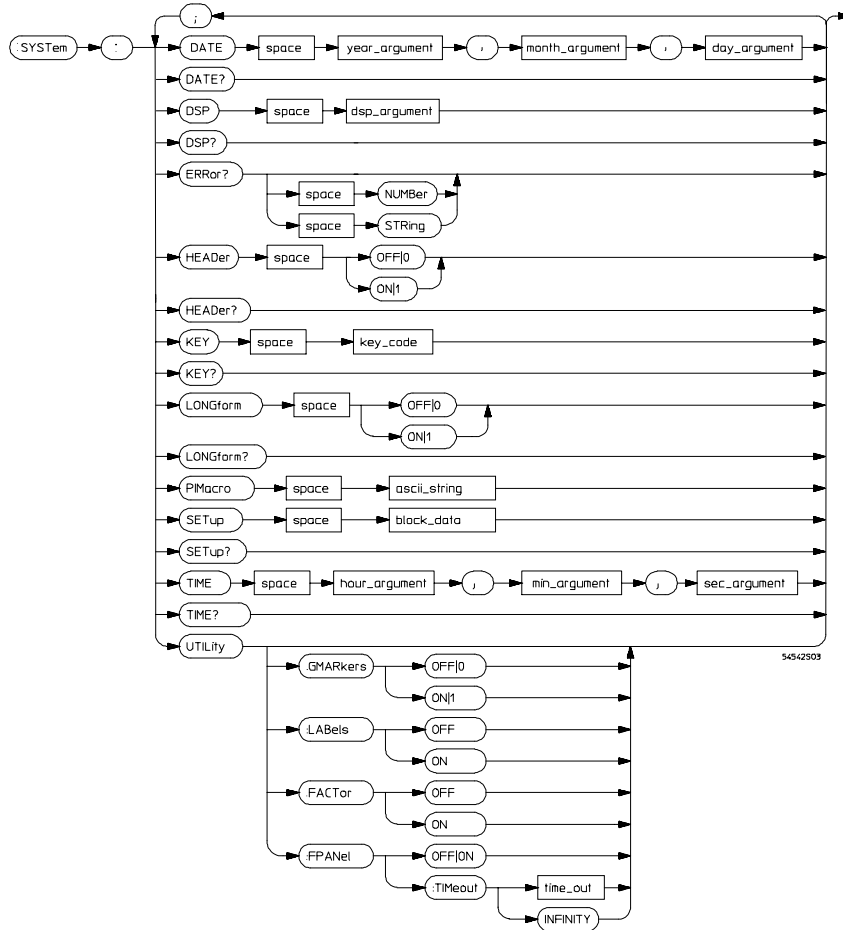 ;
:SYSTem : DATE space year_argument , month_argument , day_argument
DATE?
DSP space dsp_argument
DSP?
ERRor?
space NUMBer
space STRing
HEADer space OFF|0
ON|1
HEADer?
KEY space key_code
KEY?
LONGform space OFF|0
ON|1
LONGform?
PIMacro space ascii_string
SETup space block_data
SETup?
TIME space hour_argument , min_argument , sec_argument
TIME?
UTILity
54542S03
:GMARkers OFF|0
ON|1
:LABels OFF
ON
:FACTor OFF
ON
:FPANel OFF|ON
:TIMeout time_out
INFINITY